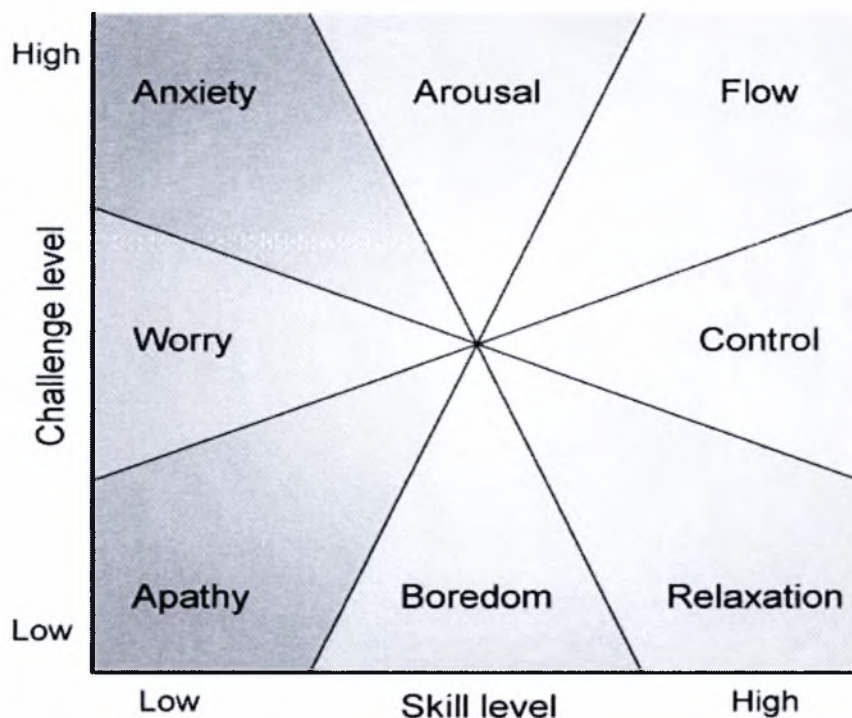 High
Anxiety
Arousal
Flow
Challenge level
Worry
Control
Apathy
Boredom
Relaxation
Low
Low
Skill level
High